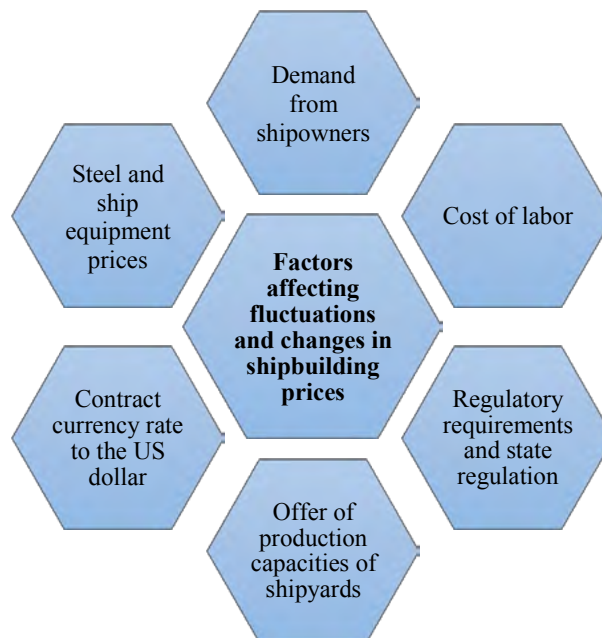 Demand
from
shipowners
Steel and
ship
equipment
prices
Cost of labor
Factors
affecting
fluctuations
and changes in
shipbuilding
prices
Contract
currency rate
to the US
dollar
Regulatory
requirements
and state
regulation
Offer of
production
capacities of
shipyards